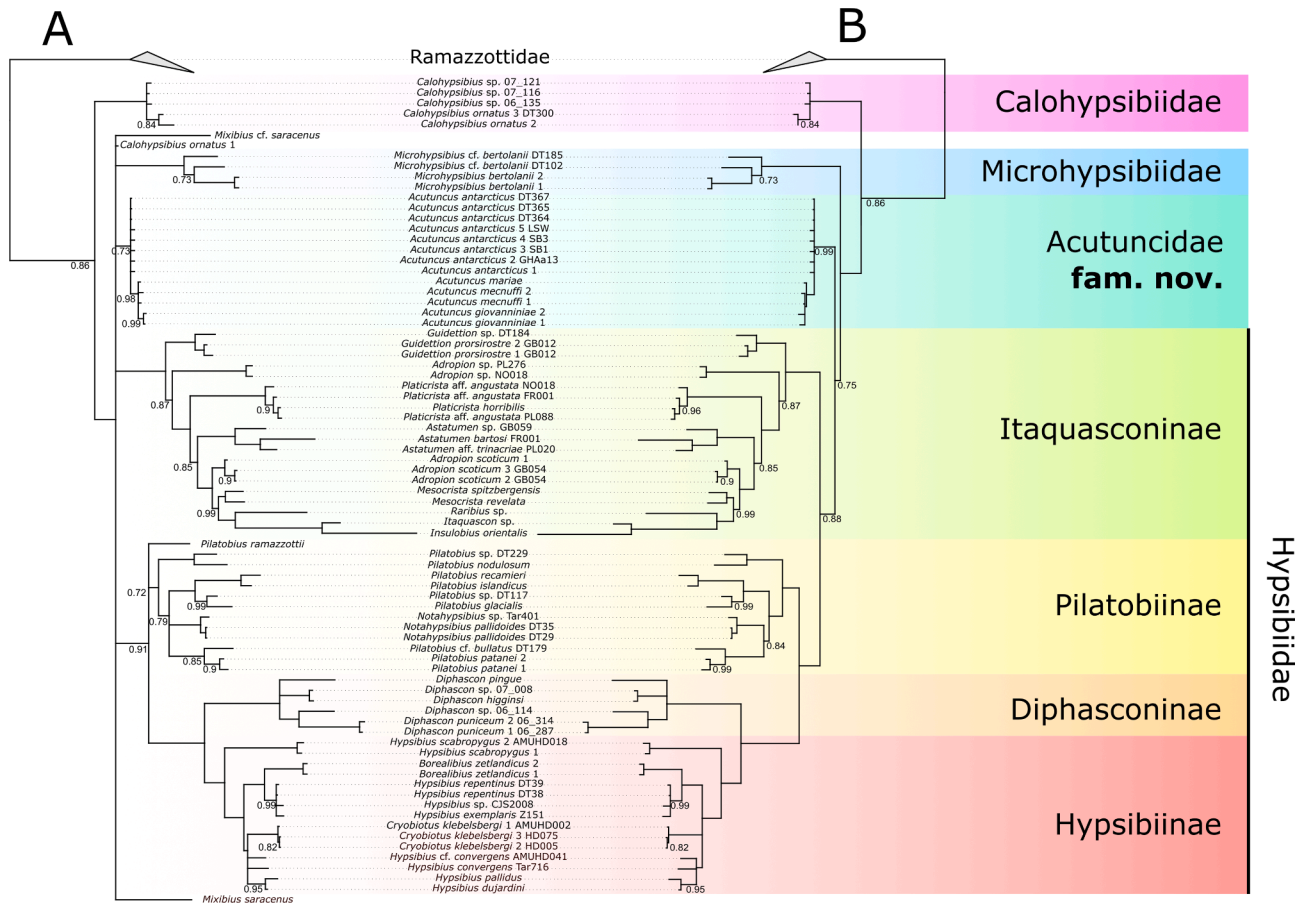 A
B
Ramazzottidae
Calohypsibius sp. 07_121
Calohypsibius sp. 07_116
Calohypsibius sp. 06_135
Calohypsibius ornatus 3 DT300
Calohypsibius ornatus 2
0.84
0.84
Calohypsibiidae
Mixibius cf. saracenus
Calohypsibius ornatus 1
Microhypsibius cf. bertolanii DT185
Microhypsibius cf. bertolanii DT102
Microhypsibius bertolanii 2
Microhypsibius bertolanii 1
0.73
0.73
Microhypsibiidae
Acutuncus antarcticus DT367
Acutuncus antarcticus DT365
Acutuncus antarcticus DT364
Acutuncus antarcticus 5 LSW
Acutuncus antarcticus 4 SB3
Acutuncus antarcticus 3 SB1
Acutuncus antarcticus 2 GHAa13
Acutuncus antarcticus 1
Acutuncus mariae
Acutuncus mecnuffi 2
Acutuncus mecnuffi 1
Acutuncus giovanniniae 2
Acutuncus giovanniniae 1
0.86
0.73
0.98
0.99
0.99
0.86
Acutuncidae
fam. nov.
Guidettion sp. DT184
Guidettion prorsirostre 2 GB012
Guidettion prorsirostre 1 GB012
Adropion sp. PL276
Adropion sp. NO018
Platicrista aff. angustata NO018
Platicrista aff. angustata FR001
Platicrista horribilis
Platicrista aff. angustata PL088
Astatumen sp. GB059
Astatumen bartosi FR001
Astatumen aff. trinacriae PL020
Adropion scoticum 1
Adropion scoticum 3 GB054
Adropion scoticum 2 GB054
Mesocrista spitzbergensis
Mesocrista revelata
Raribius sp.
Itaquascon sp.
Insulobius orientalis
0.87
0.9
0.85
0.9
0.99
0.96
0.87
0.85
0.9
0.99
0.75
0.88
Itaquasconinae
Pilatobius ramazzottii
Pilatobius sp. DT229
Pilatobius nodulosum
Pilatobius recamieri
Pilatobius islandicus
Pilatobius sp. DT117
Pilatobius glacialis
Notahypsibius sp. Tar401
Notahypsibius pallidoides DT35
Notahypsibius pallidoides DT29
Pilatobius cf. bullatus DT179
Pilatobius patanei 2
Pilatobius patanei 1
0.72
0.99
0.79
0.91
0.85
0.9
0.99
0.84
0.99
Pilatobiinae
Diphascon pingue
Diphascon sp. 07_008
Diphascon higginsi
Diphascon sp. 06_114
Diphascon puniceum 2 06_314
Diphascon puniceum 1 06_287
Diphasconinae
Hypsibius scabropygus 2 AMUHD018
Hypsibius scabropygus 1
Borealibius zetlandicus 2
Borealibius zetlandicus 1
Hypsibius repentinus DT39
Hypsibius repentinus DT38
Hypsibius sp. CJS2008
Hypsibius exemplaris Z151
Cryobiotus klebelsbergi 1 AMUHD002
Cryobiotus klebelsbergi 3 HD075
Cryobiotus klebelsbergi 2 HD005
Hypsibius cf. convergens AMUHD041
Hypsibius convergens Tar716
Hypsibius pallidus
Hypsibius dujardini
0.99
0.82
0.95
0.99
0.82
0.95
Hypsibiinae
Mixibius saracenus
Hypsibiidae